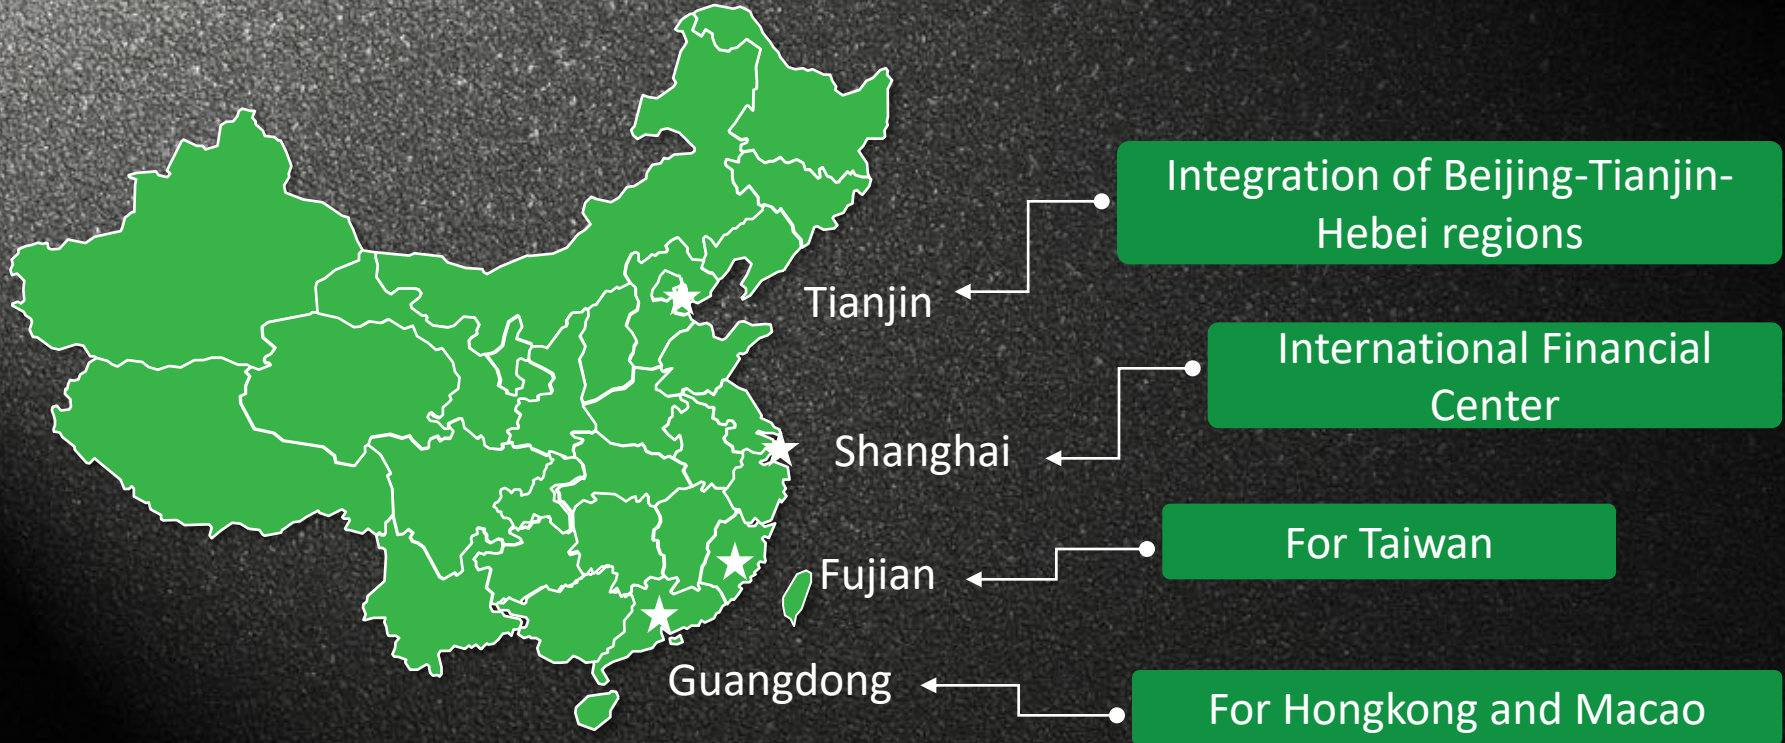 Integration of Beijing-Tianjin-
Hebei regions
Tianjin
International Financial
Center
Shanghai
For Taiwan
Fujian
Guangdong
For Hongkong and Macao